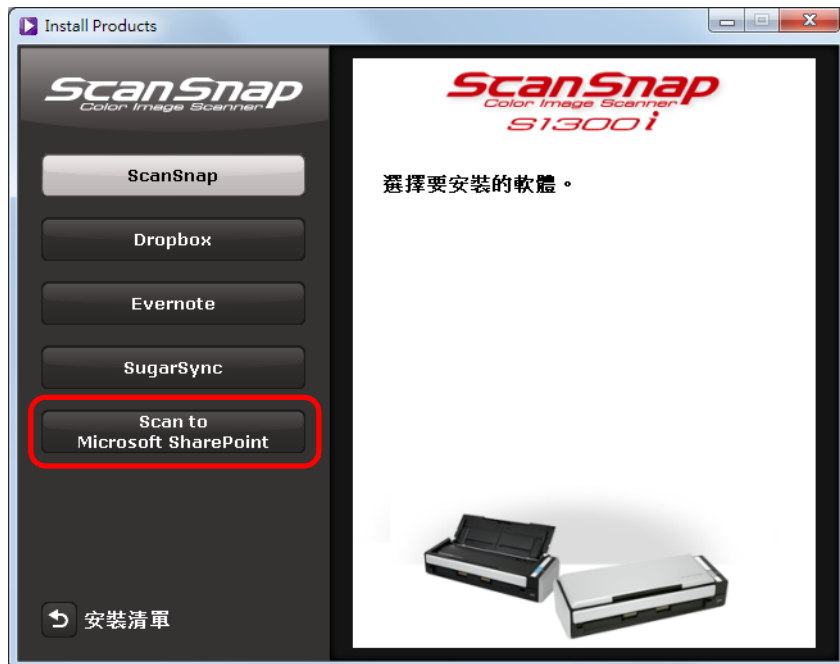 Install Products
ScanSnap
Color Image Scanner
ScanSnap
Dropbox
Evernote
SugarSync
Scan to
Microsoft SharePoint
安裝清單
ScanSnap
Color Image Scanner
S1300i
選擇要安裝的軟體。